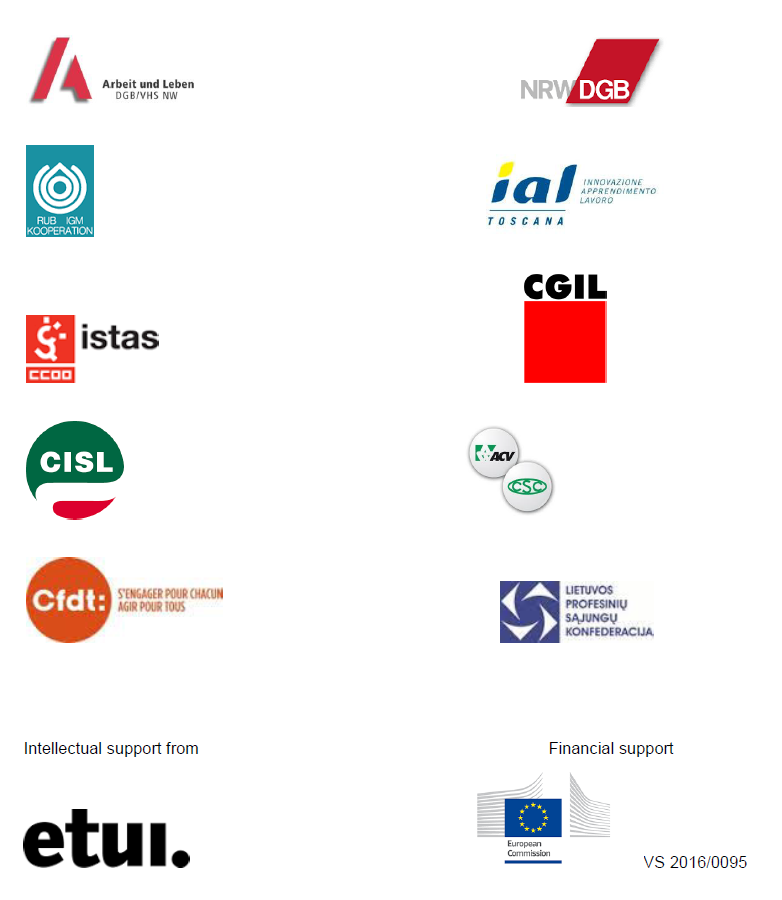 Arbeit und Leben
DGB/VHS NW
NRWDGB
RUB IGM
KOOPERATION
ial
INNOVAZIONE
APPRENDIMENTO
LAVORO
TOSCANA
istas
CCOO
CGIL
CISL
ACV
CSC
Cfdt:
S'ENGAGER POUR CHACUN
AGIR POUR TOUS
LIETUVOS
PROFESINIŲ
SĄJUNGŲ
KONFEDERACIJA
Intellectual support from
Financial support
etui.
European
Commission
VS 2016/0095